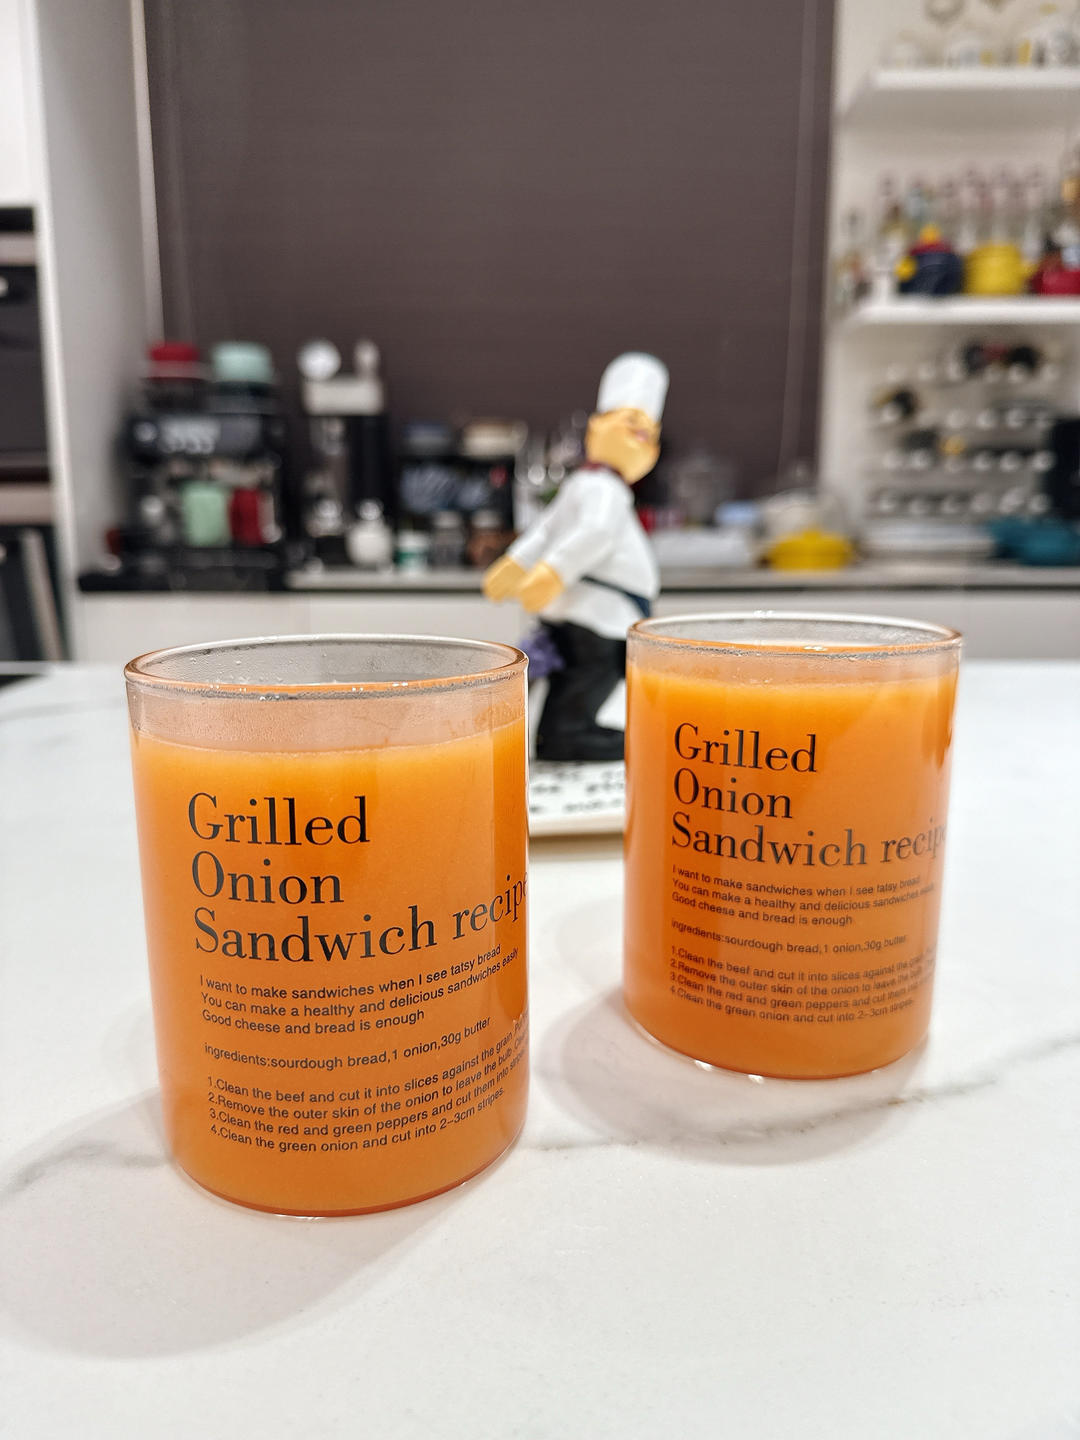 Grilled
Onion
Sandwich recipe
I want to make sandwiches when I see tatsy bread
You can make a healthy and delicious sandwiches easily
Good cheese and bread is enough
ingredients:sourdough bread,1 onion,30g butter
1.Clean the beef and cut it into slices against the grain.
2.Remove the outer skin of the onion to leave the bulb.
3.Clean the red and green peppers and cut them into
4.Clean the green onion and cut into 2-3cm stripes.
Grilled
Onion
Sandwich recipe
I want to make sandwiches when I see tatsy bread
You can make a healthy and delicious sandwiches easily
Good cheese and bread is enough
ingredients:sourdough bread,1 onion,30g butter
1.Clean the beef and cut it into slices against the grain.
2.Remove the outer skin of the onion to leave the bulb.
3.Clean the red and green peppers and cut them
4.Clean the green onion and cut into 2-3cm stripes.